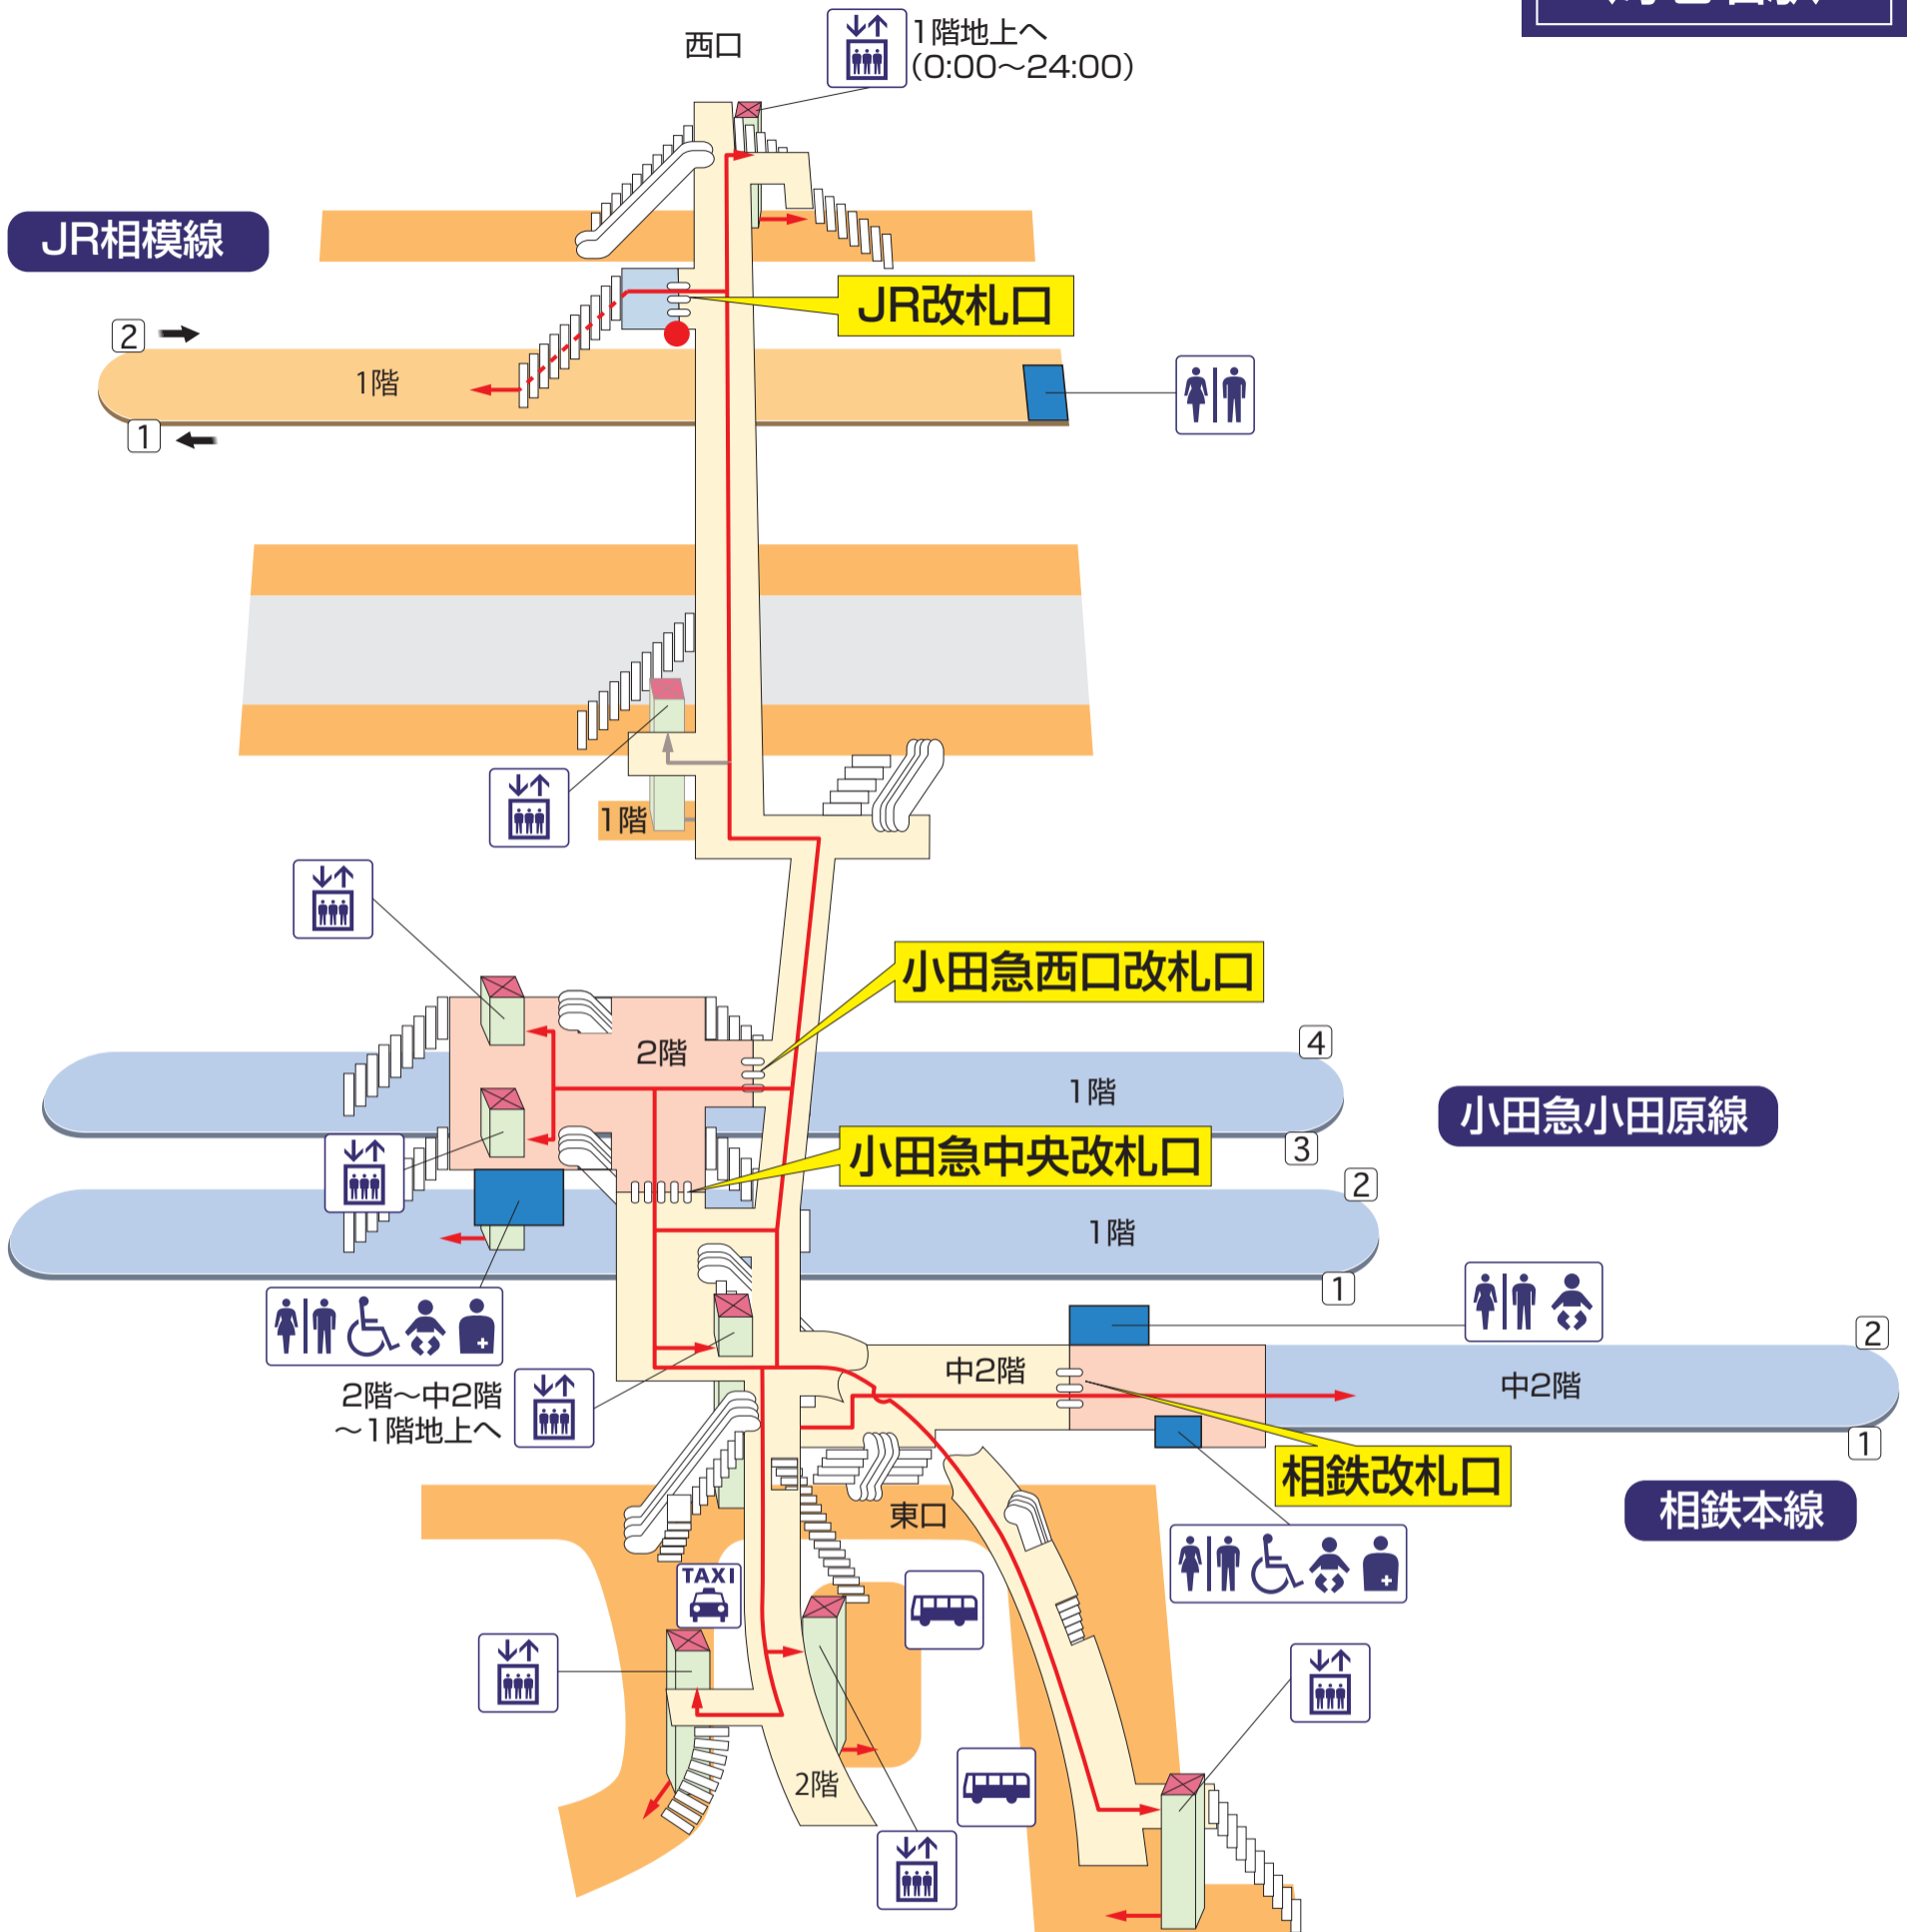 西口
1階地上へ
(0:00〜24:00)
JR相模線
JR改札口
2
1階
1
1階
小田急西口改札口
2階
4
1階
小田急小田原線
3
小田急中央改札口
2
1階
1
2
中2階
中2階
2階〜中2階
〜1階地上へ
1
相鉄改札口
相鉄本線
東口
TAXI
2階